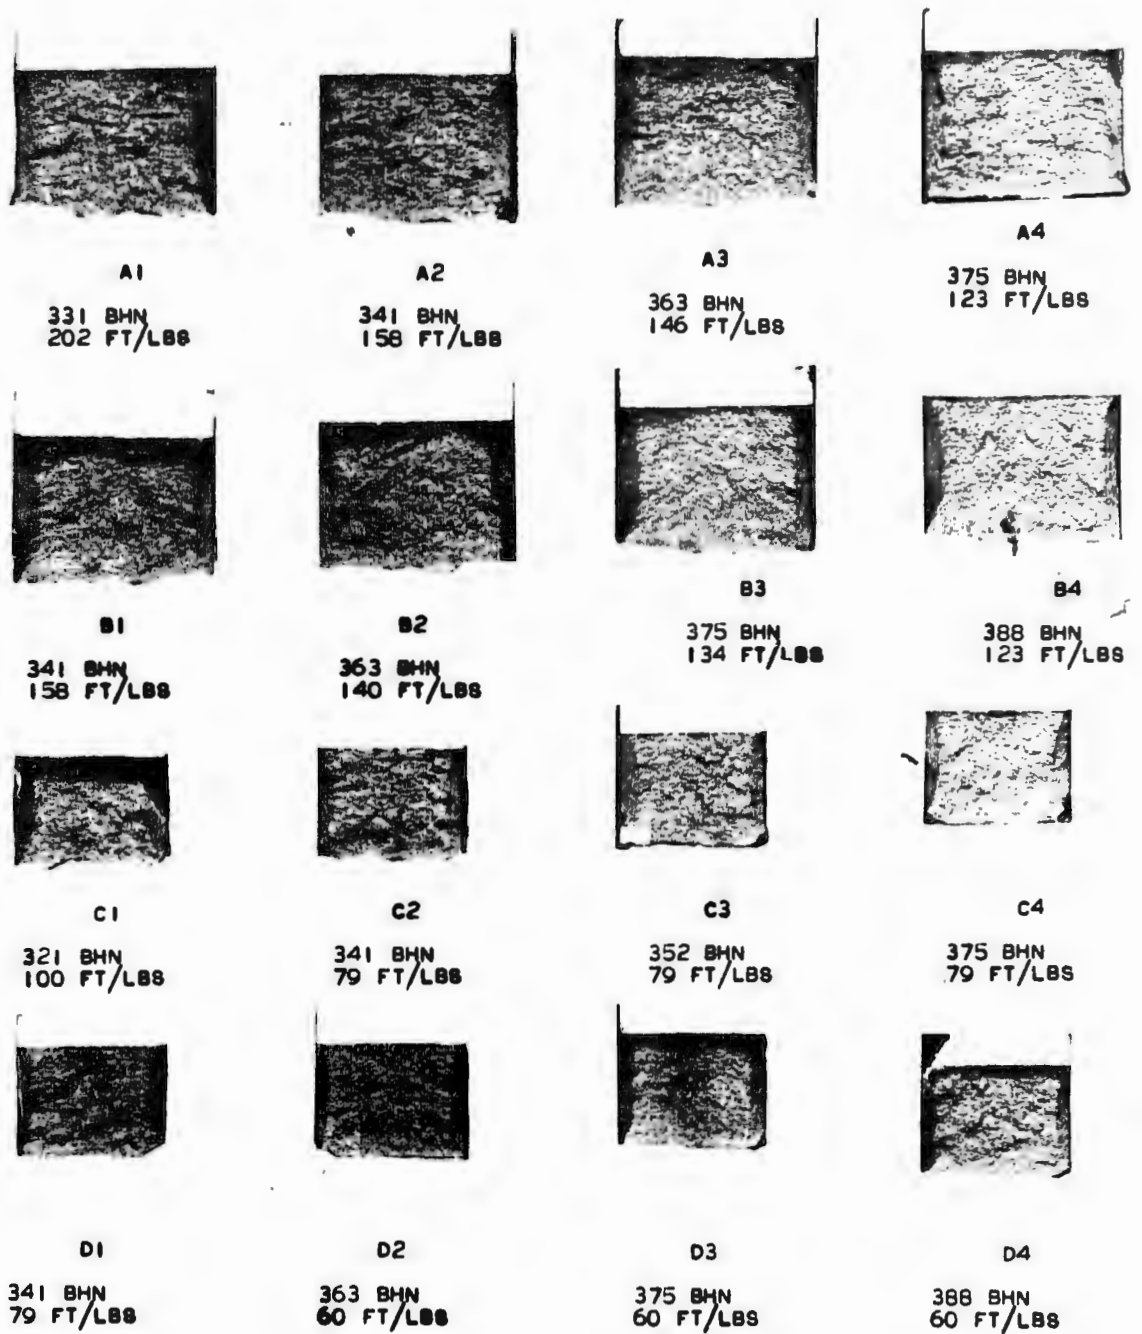 A1
331 BHN
202 FT/LBS
A2
341 BHN
158 FT/LBS
A3
363 BHN
146 FT/LBS
A4
375 BHN
123 FT/LBS
B1
341 BHN
158 FT/LBS
B2
363 BHN
140 FT/LBS
B3
375 BHN
134 FT/LBS
B4
388 BHN
123 FT/LBS
C1
321 BHN
100 FT/LBS
C2
341 BHN
79 FT/LBS
C3
352 BHN
79 FT/LBS
C4
375 BHN
79 FT/LBS
D1
341 BHN
79 FT/LBS
D2
363 BHN
60 FT/LBS
D3
375 BHN
60 FT/LBS
D4
388 BHN
60 FT/LBS